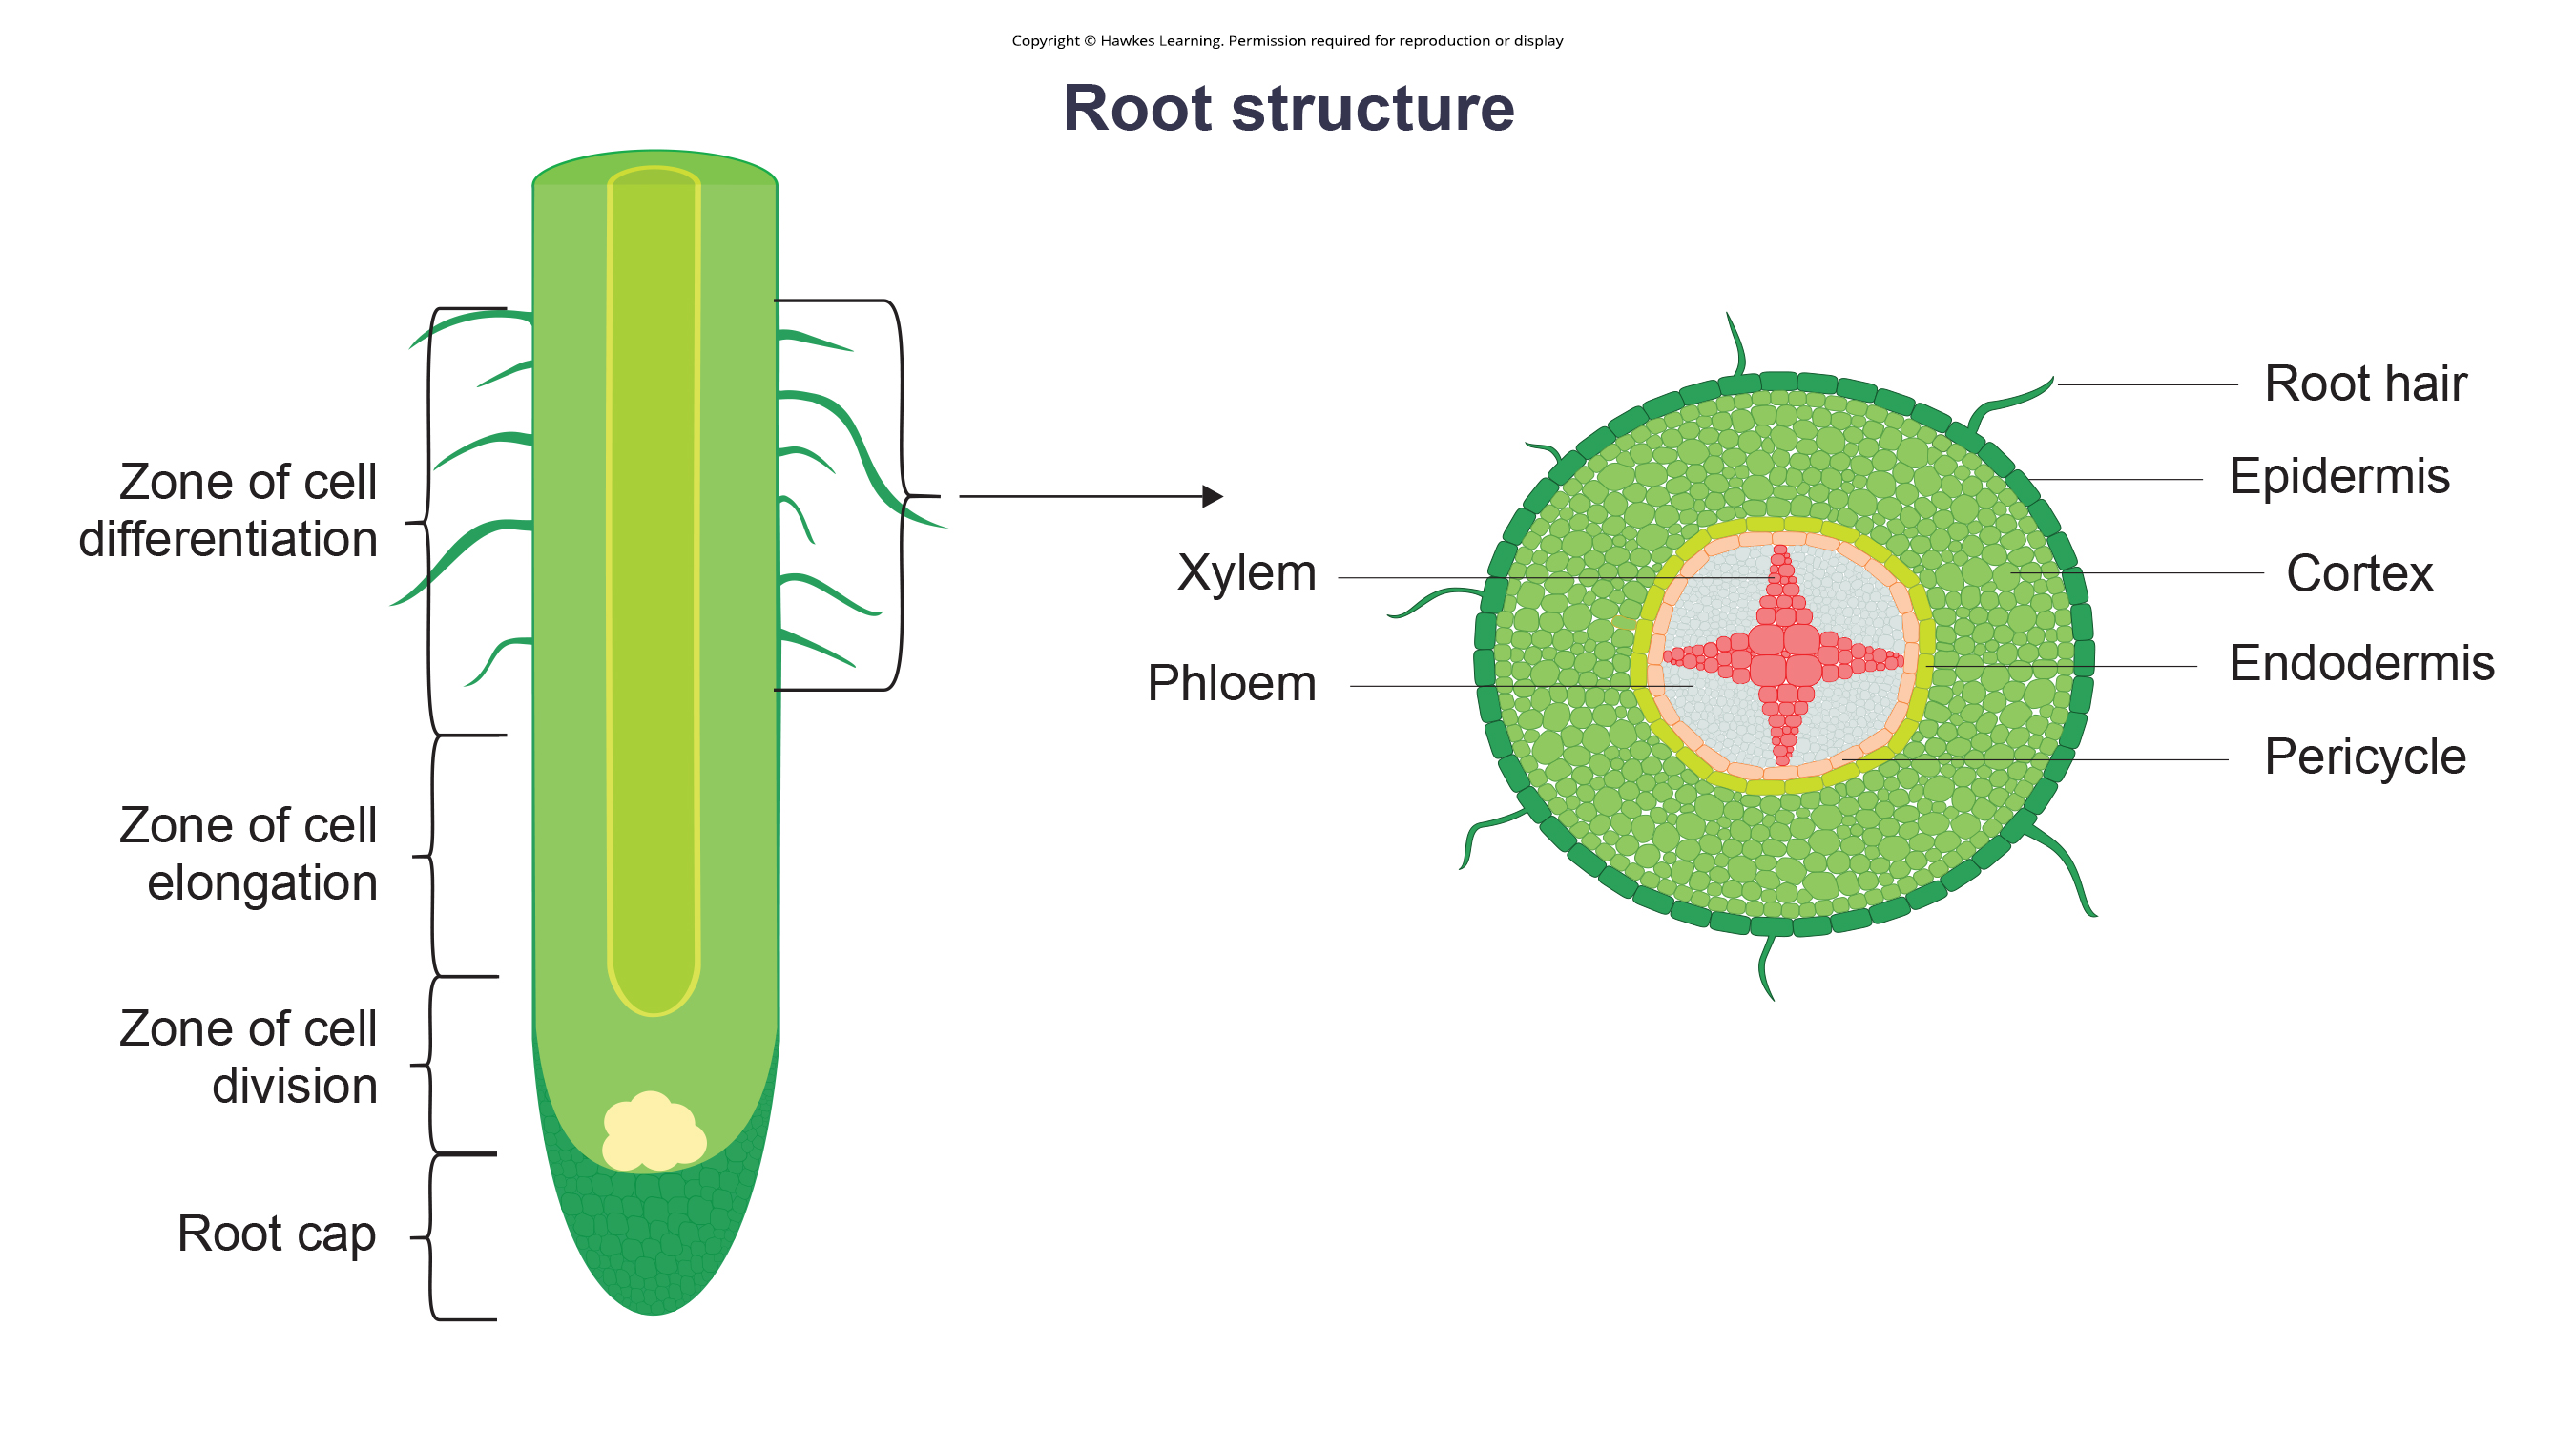 Copyright © Hawkes Learning. Permission required for reproduction or display
Root structure
Zone of cell
differentiation
Zone of cell
elongation
Zone of cell
division
Root cap
Xylem
Phloem
Root hair
Epidermis
Cortex
Endodermis
Pericycle